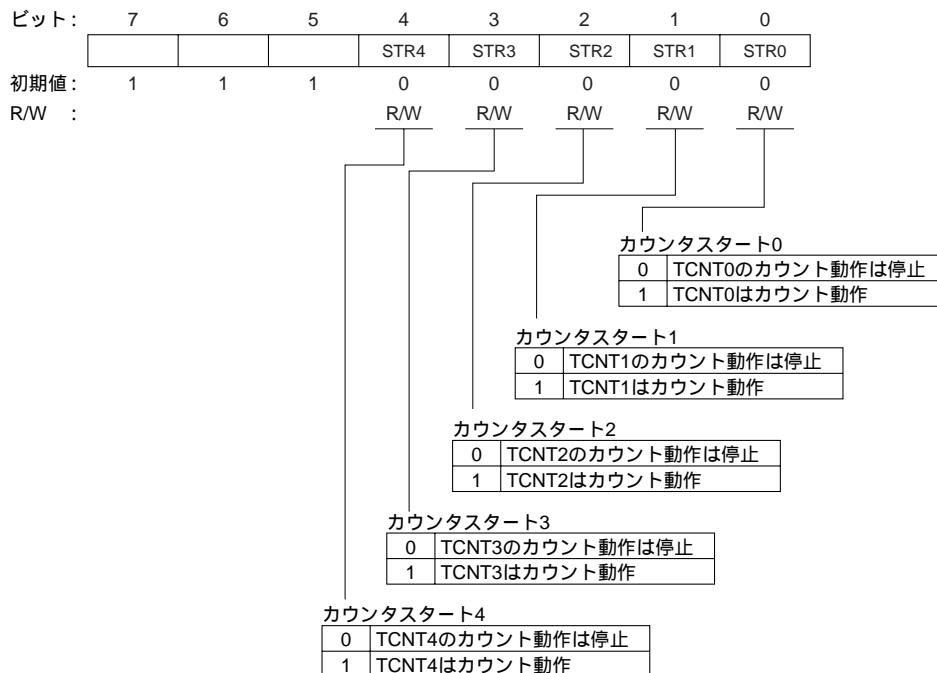 ビット: 7 6 5 4 3 2 1 0
STR4 STR3 STR2 STR1 STR0
初期値: 1 1 1 0 0 0 0 0
R/W : R/W R/W R/W R/W R/W
カウンタスタート0
0 TCNT0のカウント動作は停止
1 TCNT0はカウント動作
カウンタスタート1
0 TCNT1のカウント動作は停止
1 TCNT1はカウント動作
カウンタスタート2
0 TCNT2のカウント動作は停止
1 TCNT2はカウント動作
カウンタスタート3
0 TCNT3のカウント動作は停止
1 TCNT3はカウント動作
カウンタスタート4
0 TCNT4のカウント動作は停止
1 TCNT4はカウント動作